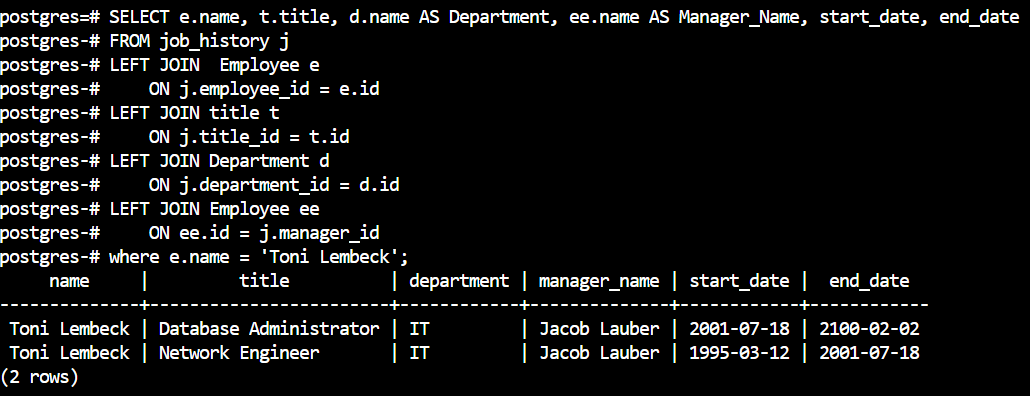 postgres=# SELECT e.name, t.title, d.name AS Department, ee.name AS Manager_Name, start_date, end_date
postgres-# FROM job_history j
postgres-# LEFT JOIN  Employee e
postgres-#     ON j.employee_id = e.id
postgres-# LEFT JOIN title t
postgres-#     ON j.title_id = t.id
postgres-# LEFT JOIN Department d
postgres-#     ON j.department_id = d.id
postgres-# LEFT JOIN Employee ee
postgres-#     ON ee.id = j.manager_id
postgres-# where e.name = 'Toni Lembeck';
     name     |         title          | department | manager_name | start_date |  end_date
--------------+------------------------+------------+--------------+------------+------------
 Toni Lembeck | Database Administrator | IT         | Jacob Lauber | 2001-07-18 | 2100-02-02
 Toni Lembeck | Network Engineer       | IT         | Jacob Lauber | 1995-03-12 | 2001-07-18
(2 rows)